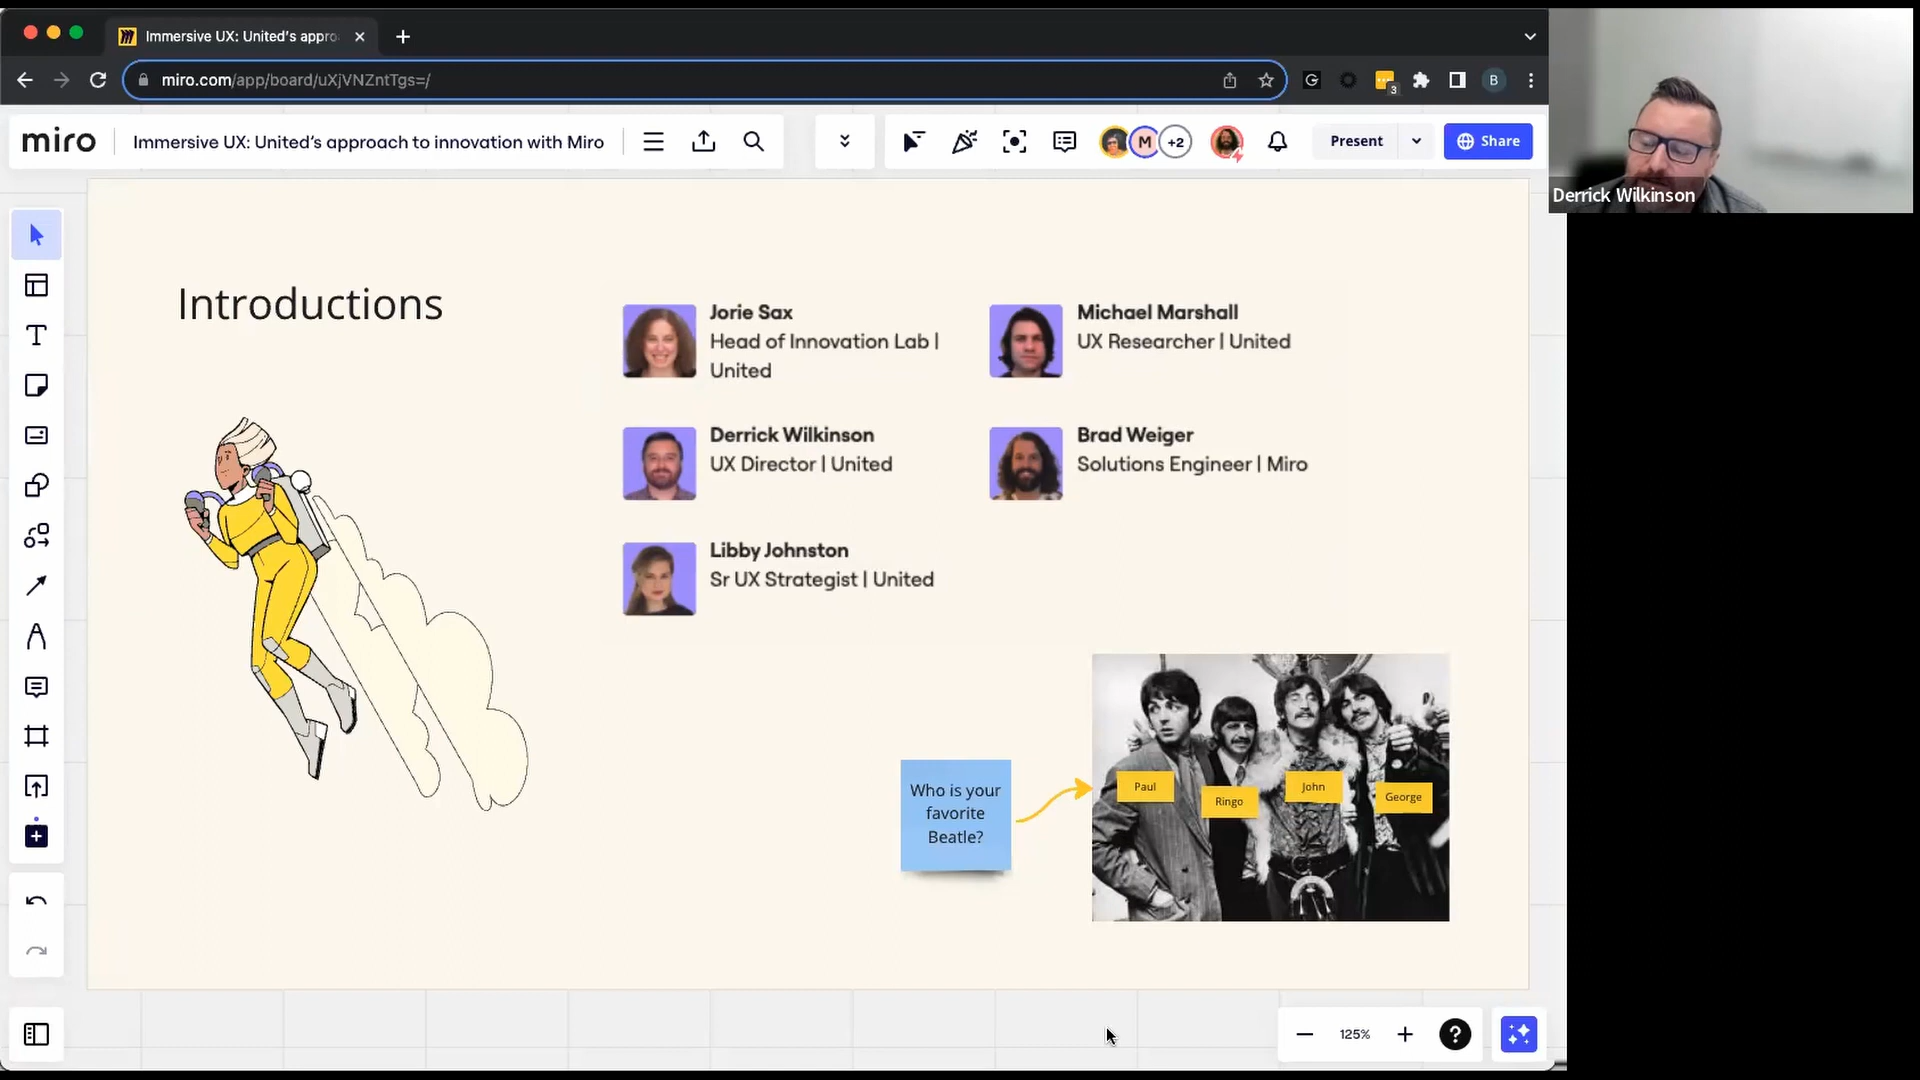 Immersive UX: United's appro
miro.com/app/board/uXjVNZntTgs=/
G
3
B
miro
Immersive UX: United's approach to innovation with Miro
M
+2
Present
Share
Derrick Wilkinson
Introductions
Jorie Sax
Head of Innovation Lab |
United
Michael Marshall
UX Researcher | United
Derrick Wilkinson
UX Director | United
Brad Weiger
Solutions Engineer | Miro
Libby Johnston
Sr UX Strategist | United
Who is your
favorite
Beatle?
Paul
Ringo
John
George
125%